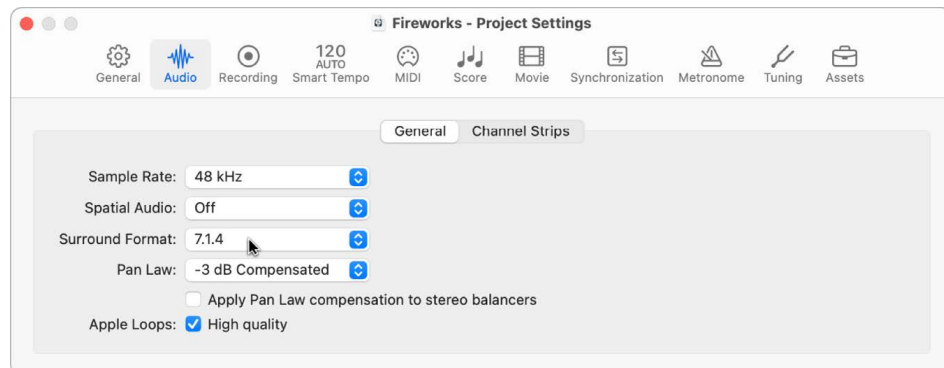 Fireworks - Project Settings
120
AUTO
General Audio Recording Smart Tempo MIDI Score Movie Synchronization Metronome Tuning Assets
General Channel Strips
Sample Rate: 48 kHz
Spatial Audio: Off
Surround Format: 7.1.4
Pan Law: -3 dB Compensated
Apply Pan Law compensation to stereo balancers
Apple Loops: High quality